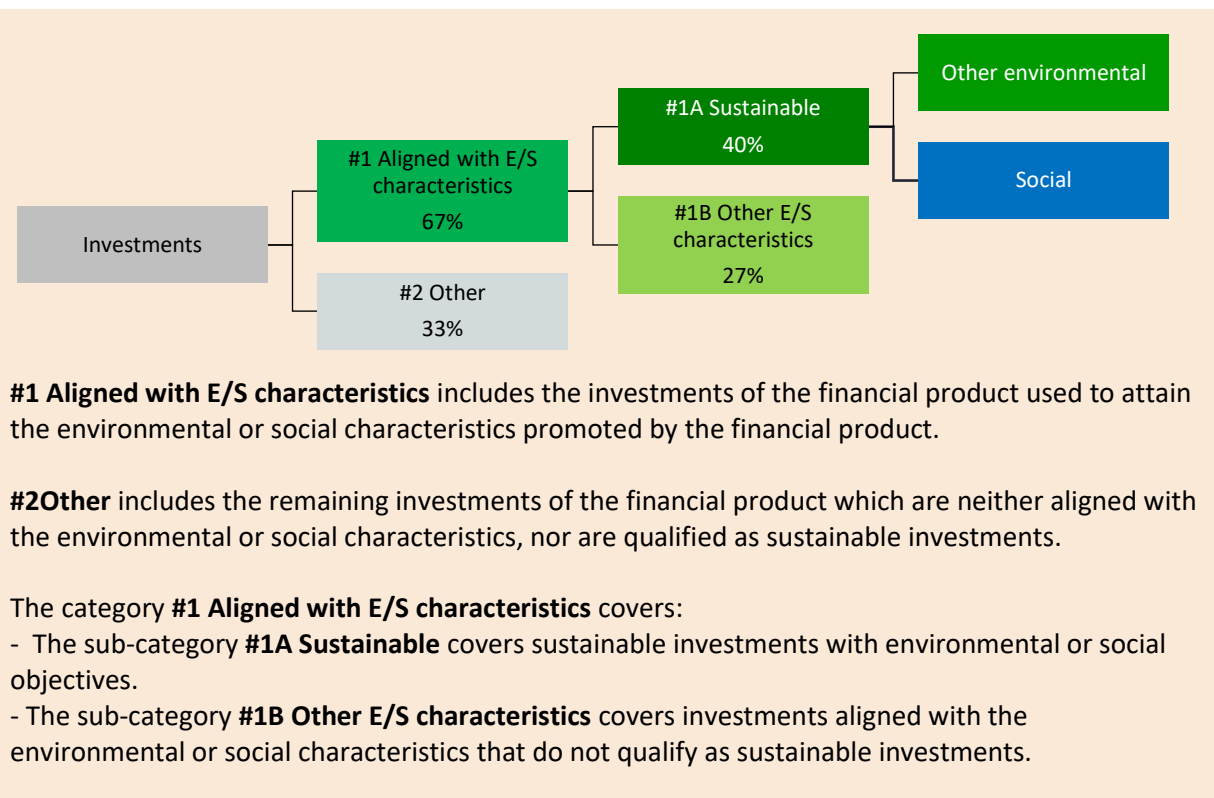 Other environmental
#1A Sustainable
40%
#1 Aligned with E/S
characteristics
67%
Social
#1B Other E/S
characteristics
27%
Investments
#2 Other
33%
#1 Aligned with E/S characteristics includes the investments of the financial product used to attain
the environmental or social characteristics promoted by the financial product.
#2Other includes the remaining investments of the financial product which are neither aligned with
the environmental or social characteristics, nor are qualified as sustainable investments.
The category #1 Aligned with E/S characteristics covers:
- The sub-category #1A Sustainable covers sustainable investments with environmental or social
objectives.
- The sub-category #1B Other E/S characteristics covers investments aligned with the
environmental or social characteristics that do not qualify as sustainable investments.